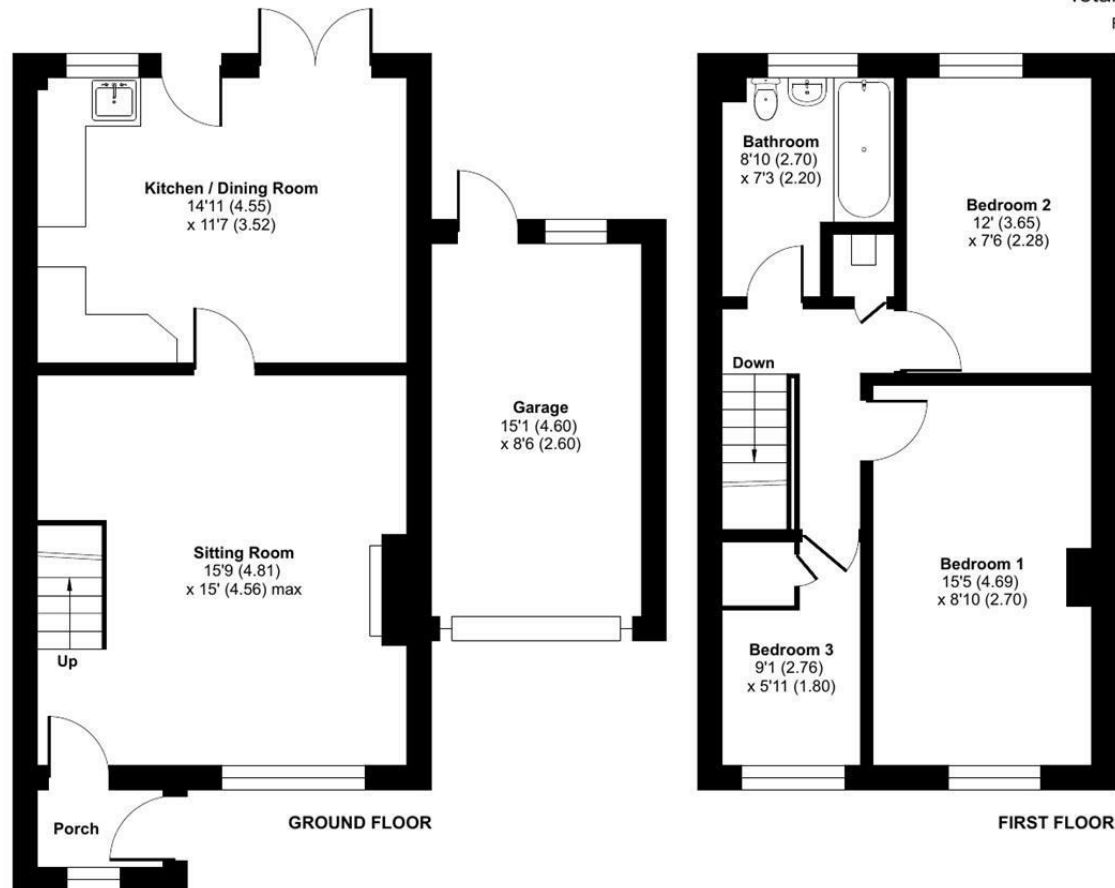 Kitchen / Dining Room
14'11 (4.55)
x 11'7 (3.52)
Garage
15'1 (4.60)
x 8'6 (2.60)
Sitting Room
15'9 (4.81)
x 15' (4.56) max
Up
Porch
GROUND FLOOR
Bathroom
8'10 (2.70)
x 7'3 (2.20)
Bedroom 2
12' (3.65)
x 7'6 (2.28)
Down
Bedroom 1
15'5 (4.69)
x 8'10 (2.70)
Bedroom 3
9'1 (2.76)
x 5'11 (1.80)
FIRST FLOOR